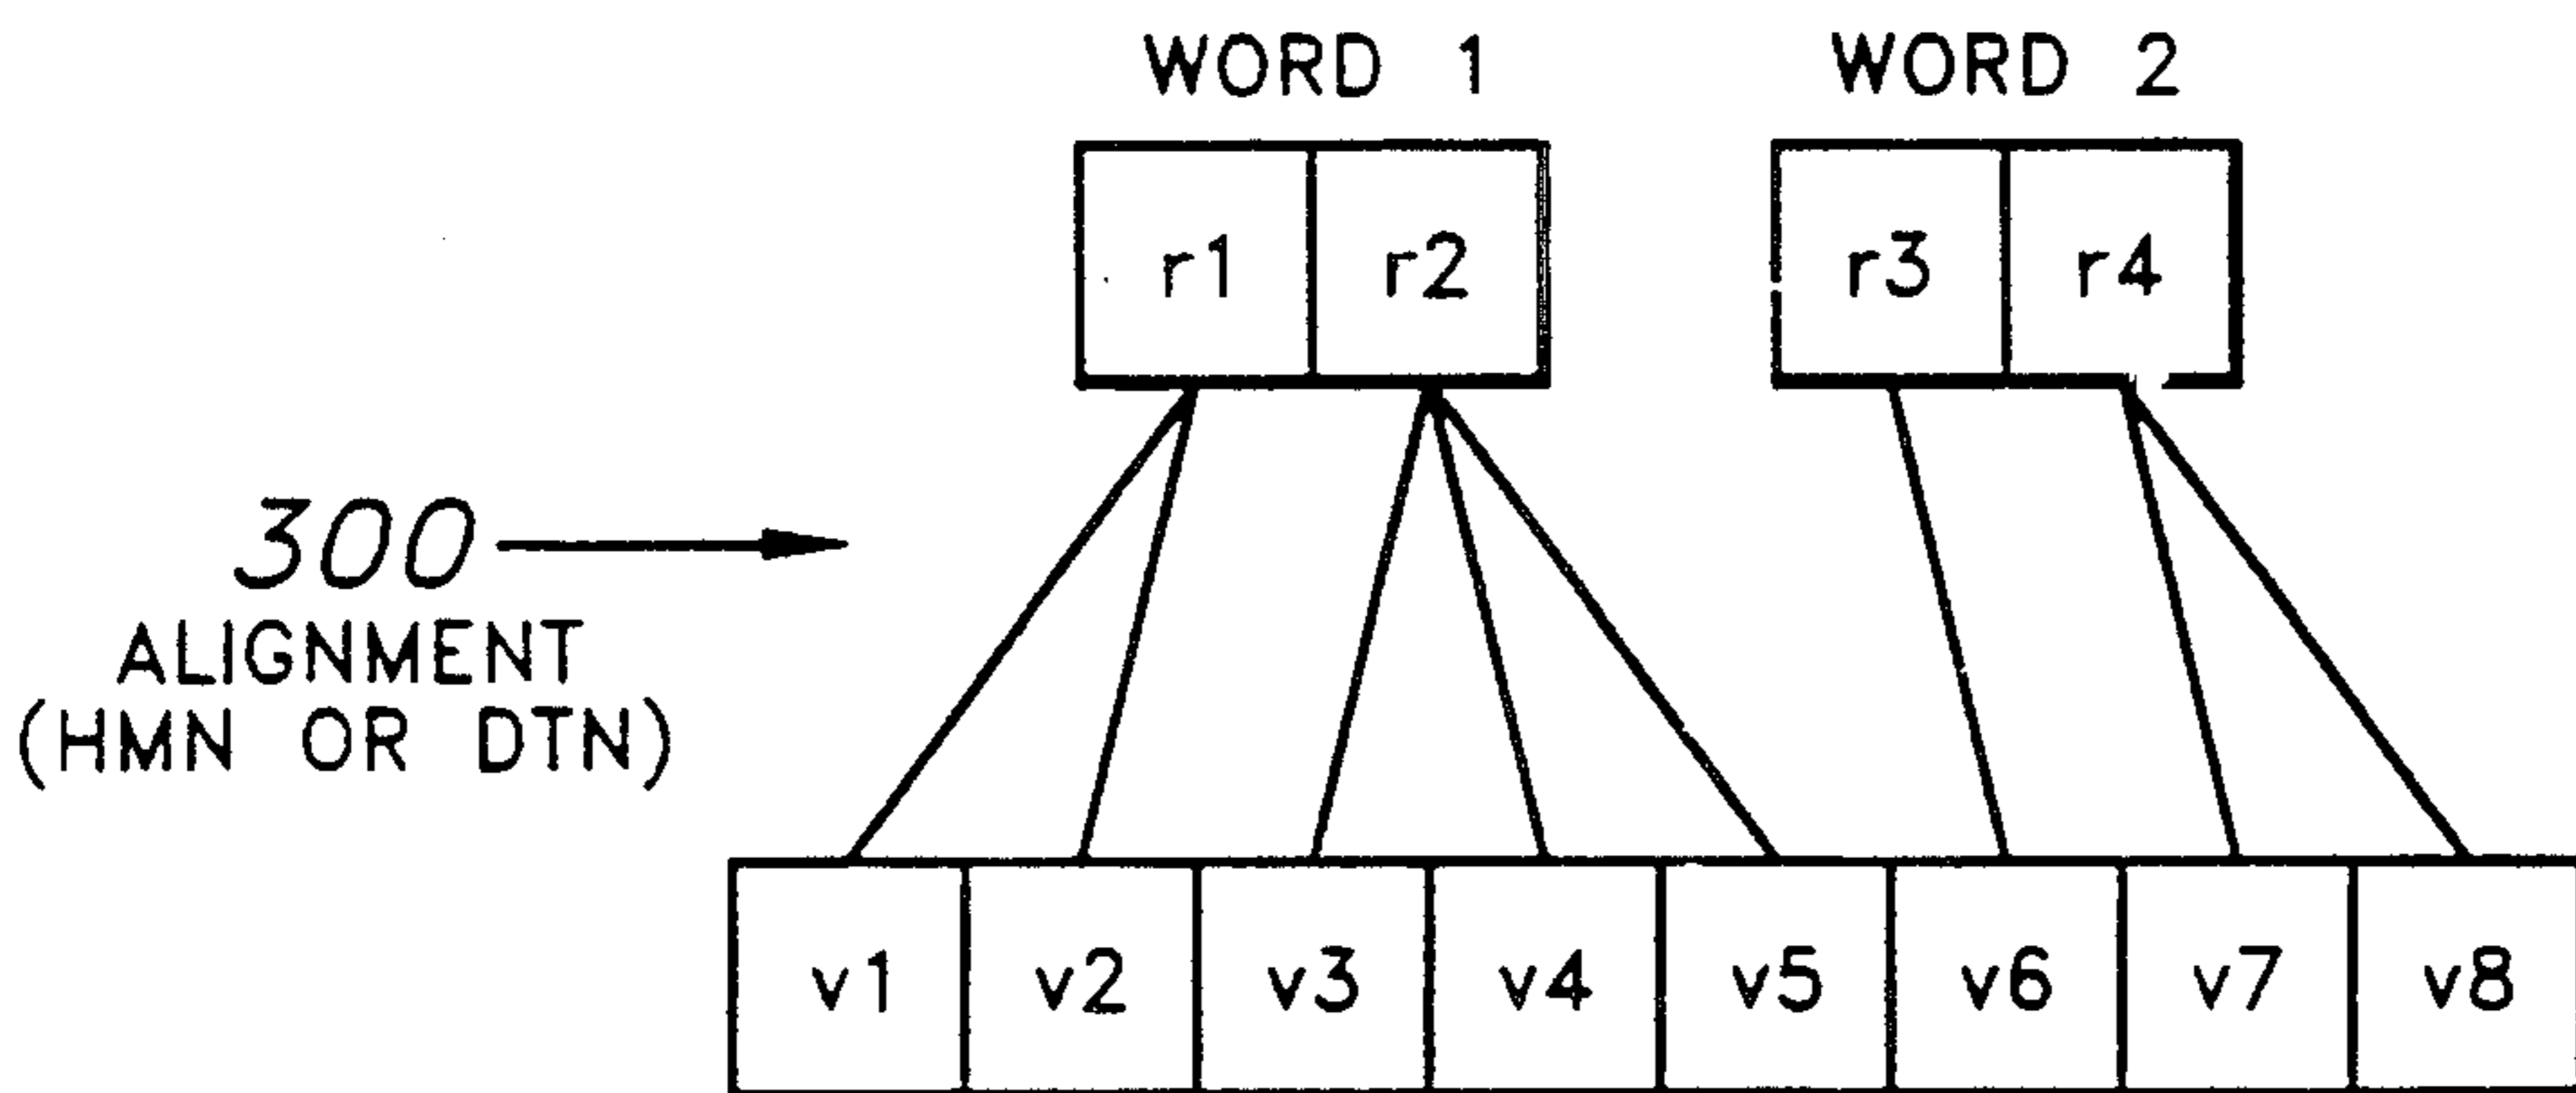 WORD 1 WORD 2
r1 r2 r3 r4
300
ALIGNMENT
(HMN OR DTN)
v1 v2 v3 v4 v5 v6 v7 v8